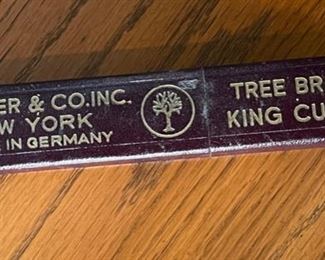 ER & CO. INC.
W YORK
IN GERMANY
TREE BR
KING CU